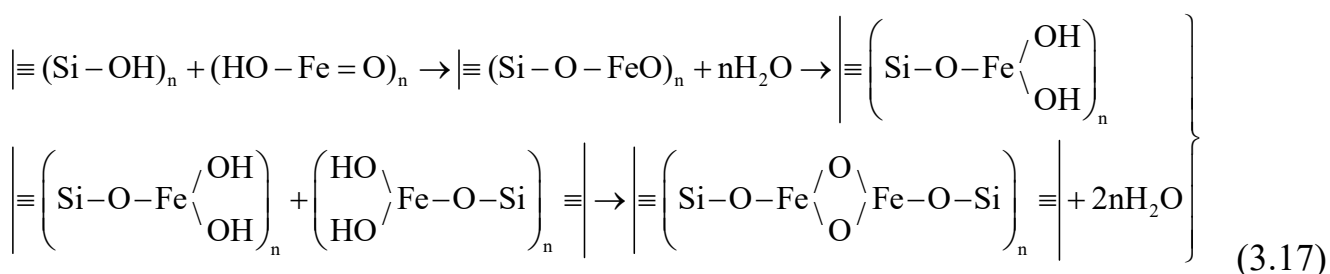 |≡(Si – OH)ₙ + (HO – Fe = O)ₙ → |≡(Si – O – FeO)ₙ + nH₂O → |≡(Si–O–Fe(OH)(OH))ₙ
|≡(Si–O–Fe(OH)(OH))ₙ + ((HO)(HO)Fe–O–Si)ₙ ≡| → |≡(Si–O–Fe(O)(O)Fe–O–Si)ₙ ≡| + 2nH₂O
(3.17)